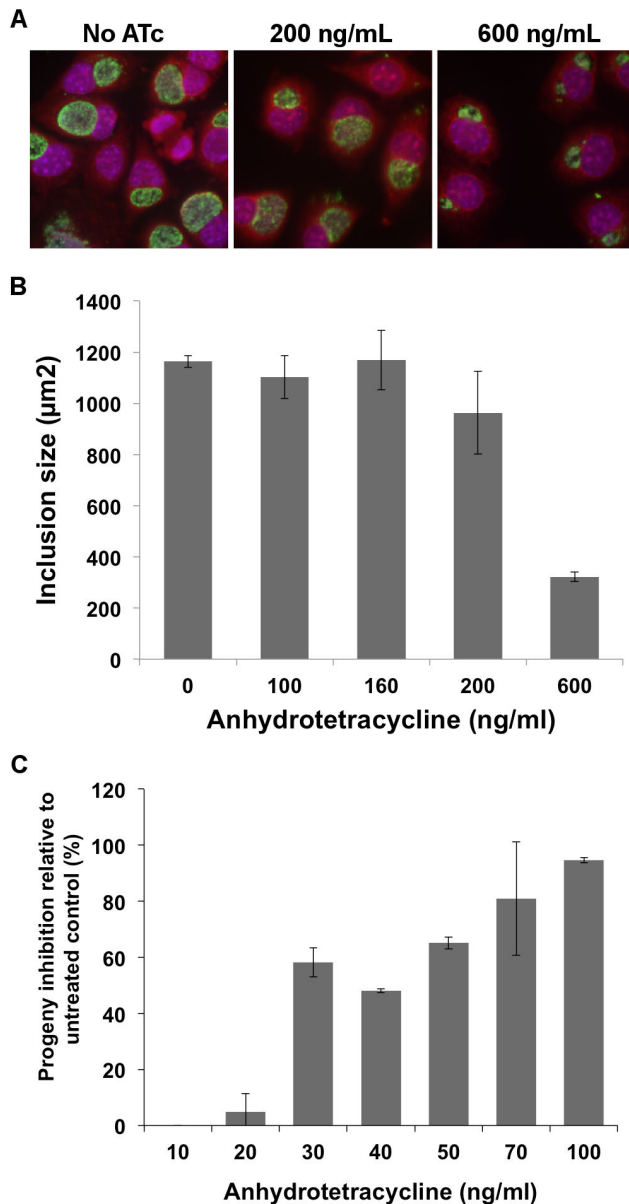 A
No ATc 200 ng/mL 600 ng/mL
B
1400
1200
1000
800
600
400
200
0
Inclusion size (µm2)
0 100 160 200 600
Anhydrotetracycline (ng/ml)
C
120
100
80
60
40
20
0
Progeny inhibition relative to
untreated control (%)
10 20 30 40 50 70 100
Anhydrotetracycline (ng/ml)